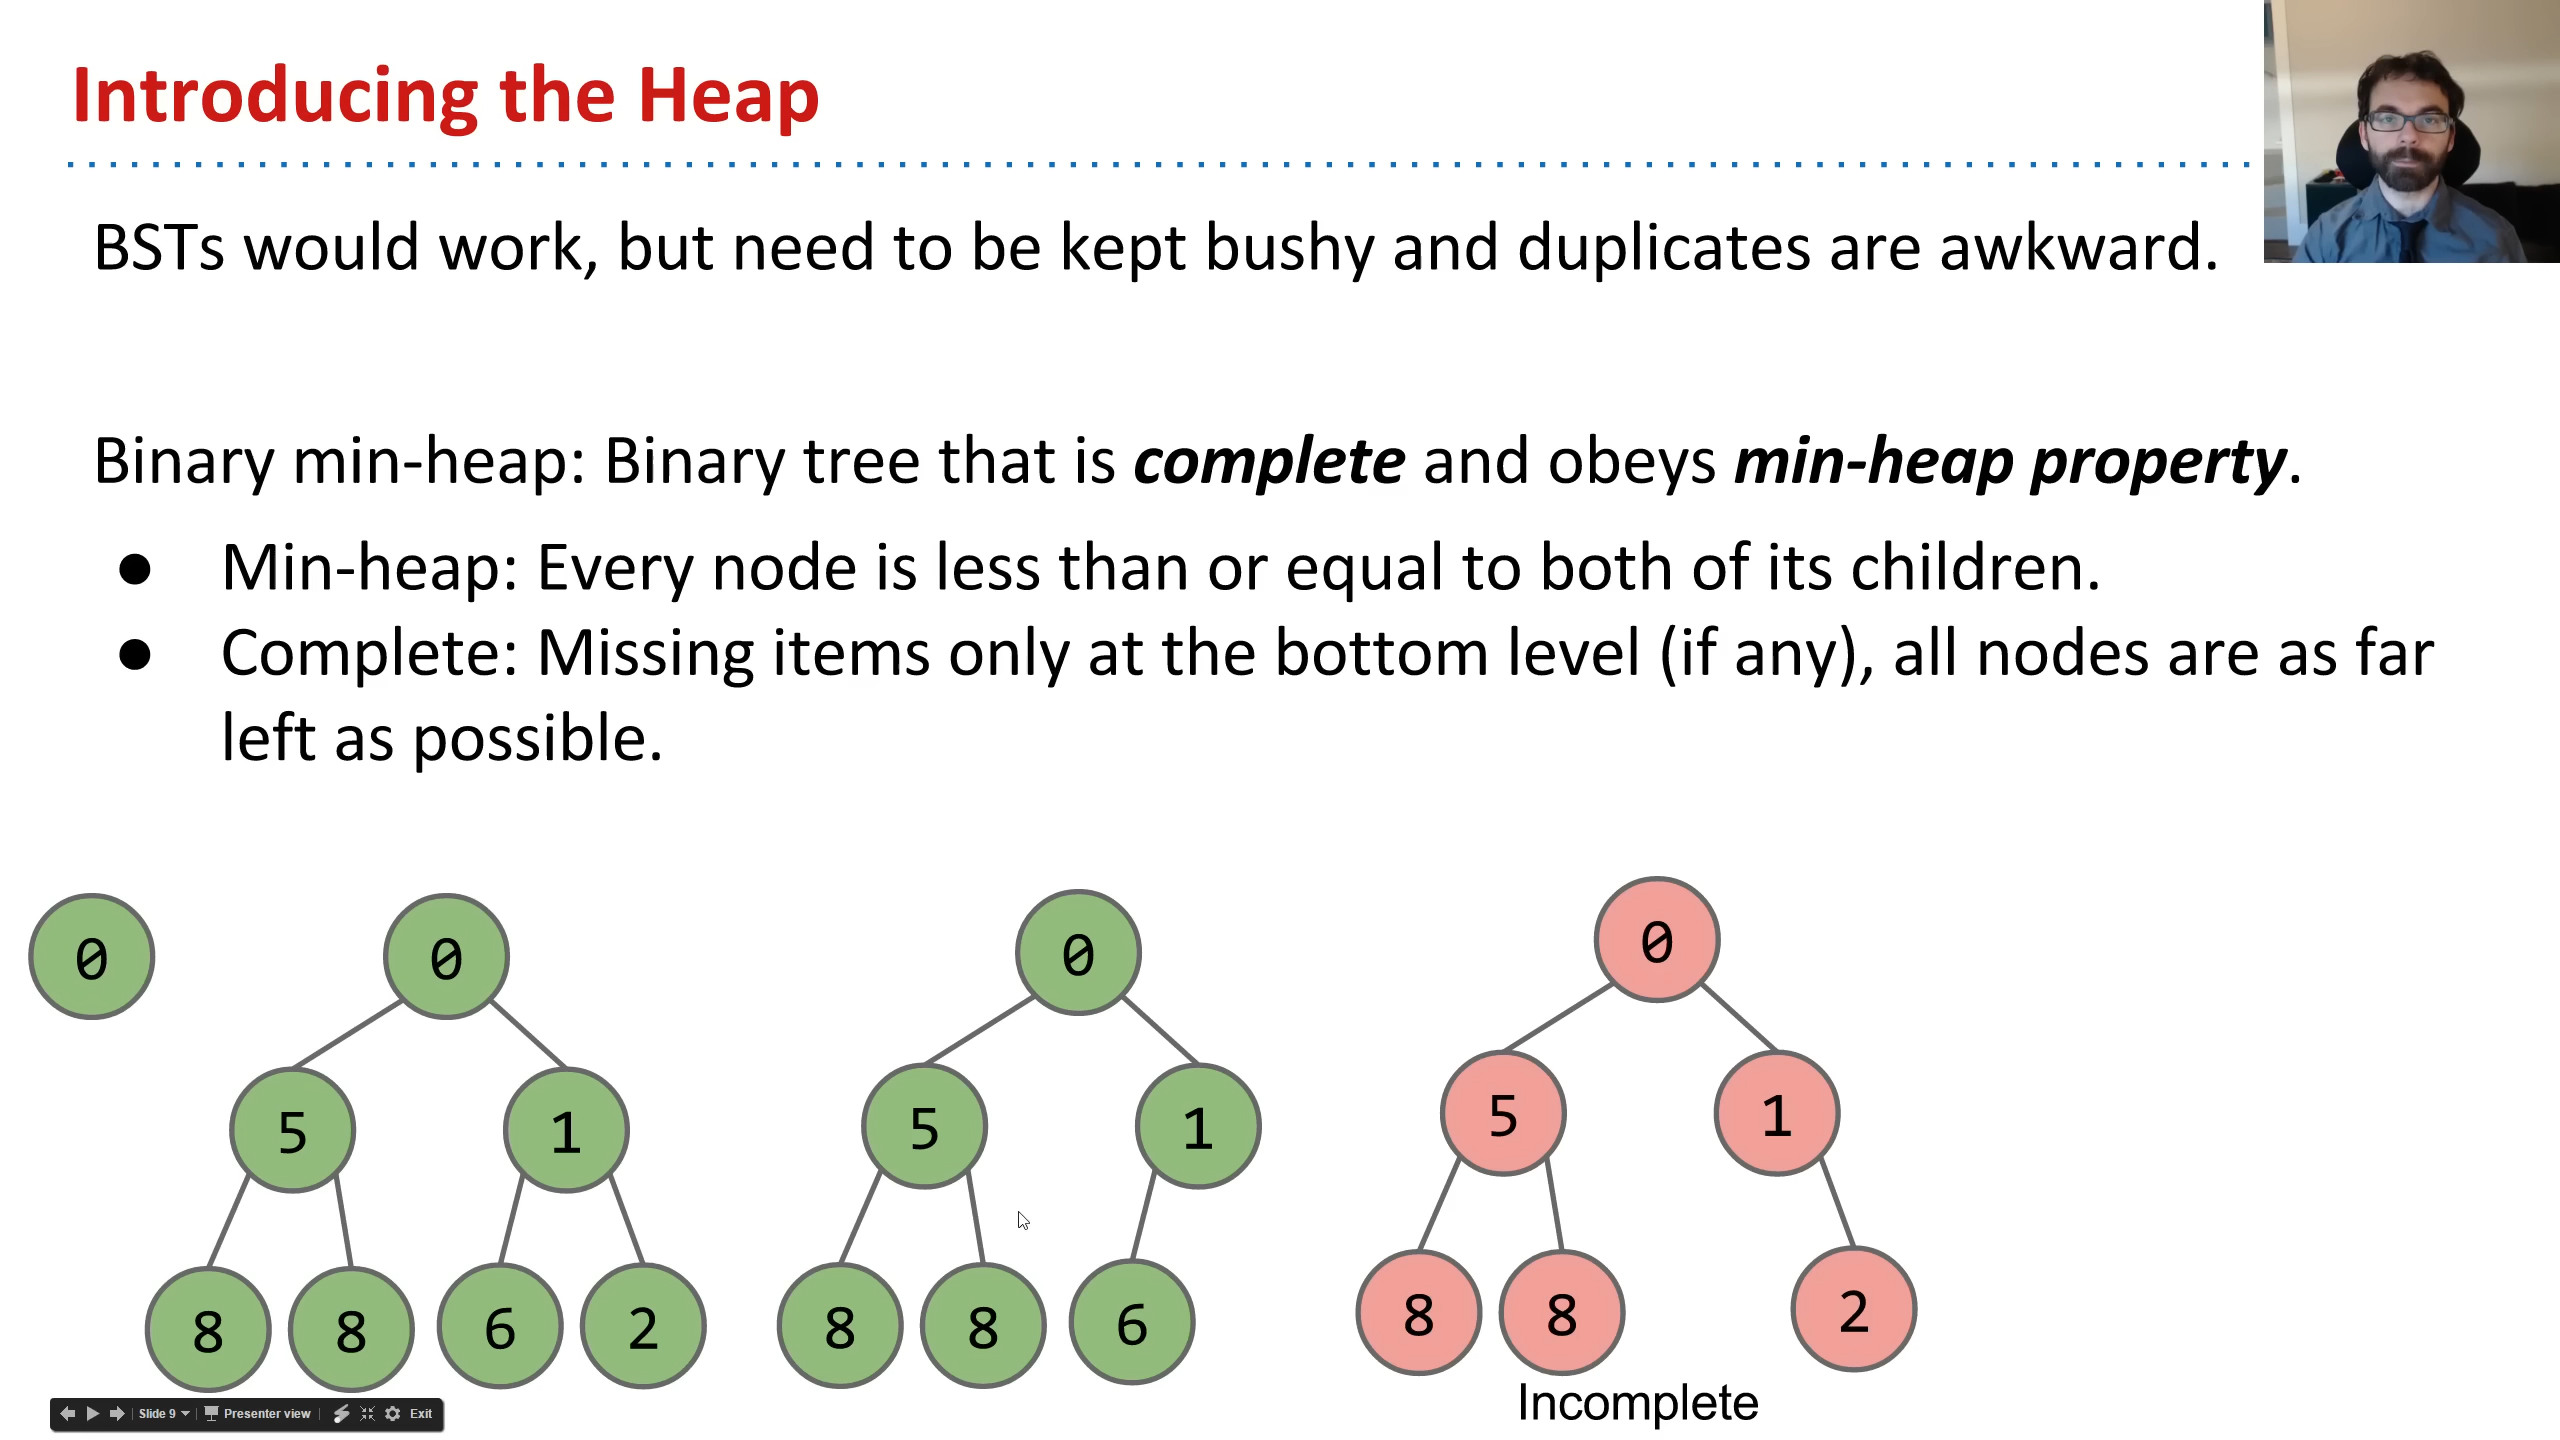 Introducing the Heap
BSTs would work, but need to be kept bushy and duplicates are awkward.
Binary min-heap: Binary tree that is complete and obeys min-heap property.
● Min-heap: Every node is less than or equal to both of its children.
● Complete: Missing items only at the bottom level (if any), all nodes are as far
left as possible.
0
0
5 1
8 8 6 2
0
5 1
8 8 6
0
5 1
8 8 2
Incomplete
Slide 9 Presenter view Exit